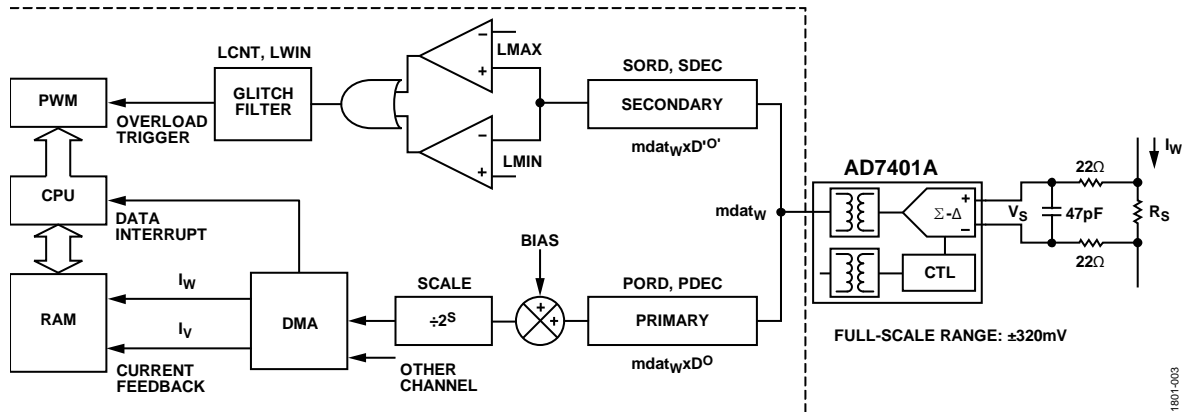 LCNT, LWIN
LMAX
−
+
SORD, SDEC
PWM
GLITCH
FILTER
SECONDARY
OVERLOAD
TRIGGER
−
+
LMIN
mdatWxD'O'
AD7401A
22Ω
IW
CPU
DATA
INTERRUPT
mdatW
Σ-Δ
+
−
VS
47pF
RS
22Ω
BIAS
CTL
IW
SCALE
PORD, PDEC
RAM
DMA
÷2S
+
+
PRIMARY
FULL-SCALE RANGE: ±320mV
IV
CURRENT
FEEDBACK
OTHER
CHANNEL
mdatWxDO
1801-003